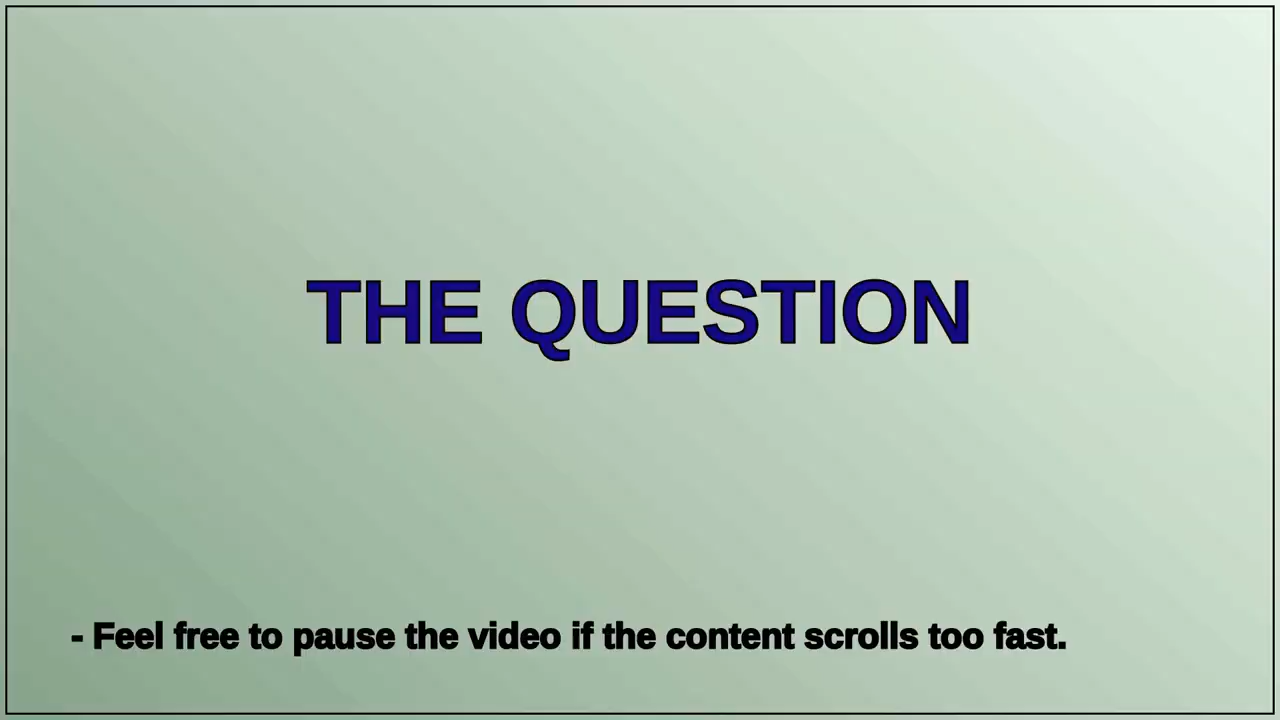 THE QUESTION
- Feel free to pause the video if the content scrolls too fast.